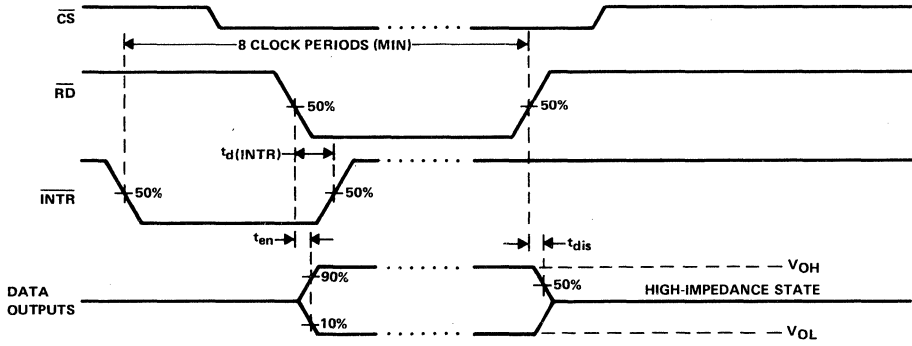 CS
8 CLOCK PERIODS (MIN)
RD
50%
50%
td(INTR)
INTR
50%
50%
ten
tdis
DATA
OUTPUTS
90%
10%
50%
VOH
HIGH-IMPEDANCE STATE
VOL